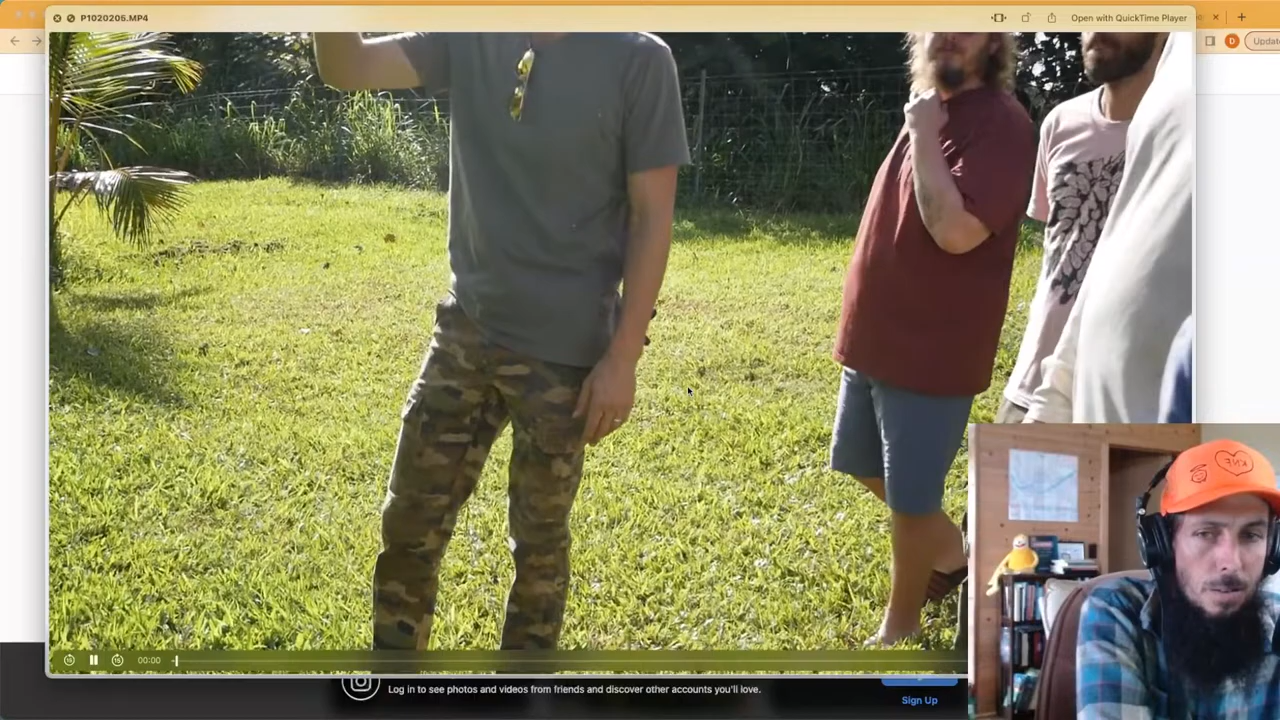 P1020206.MP4
Open with QuickTime Player
D
Updat
00:00
Log in to see photos and videos from friends and discover other accounts you'll love.
Sign Up